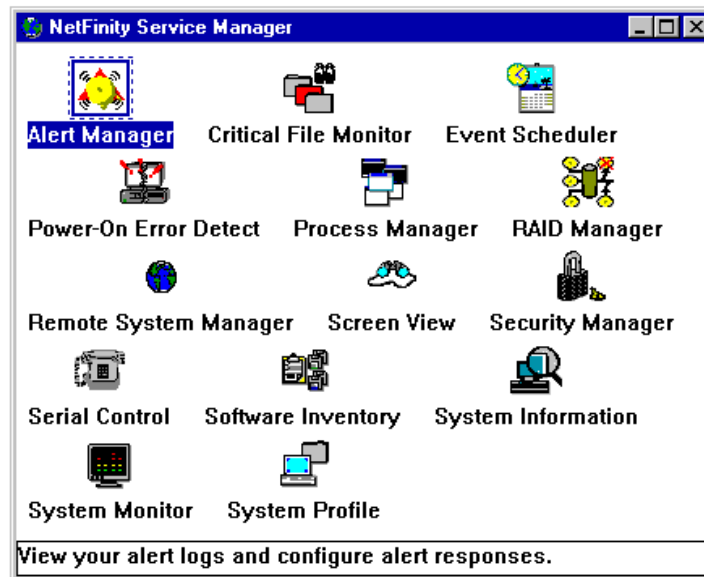 NetFinity Service Manager
Alert Manager Critical File Monitor Event Scheduler
Power-On Error Detect Process Manager RAID Manager
Remote System Manager Screen View Security Manager
Serial Control Software Inventory System Information
System Monitor System Profile
View your alert logs and configure alert responses.